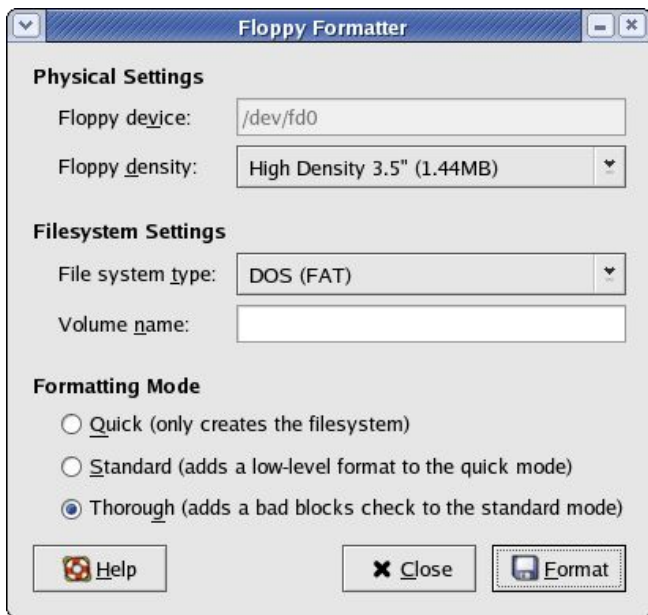 Floppy Formatter
Physical Settings
Floppy device: /dev/fd0
Floppy density: High Density 3.5" (1.44MB)
Filesystem Settings
File system type: DOS (FAT)
Volume name:
Formatting Mode
Quick (only creates the filesystem)
Standard (adds a low-level format to the quick mode)
Thorough (adds a bad blocks check to the standard mode)
Help Close Format